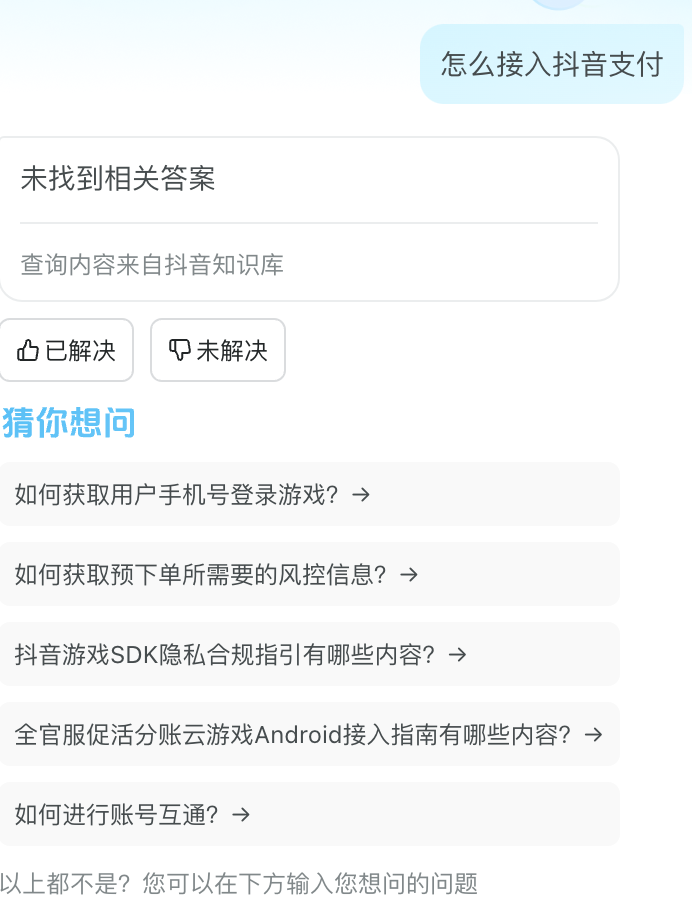 怎么接入抖音支付
未找到相关答案
查询内容来自抖音知识库
已解决
未解决
猜你想问
如何获取用户手机号登录游戏？→
如何获取预下单所需要的风控信息？→
抖音游戏SDK隐私合规指引有哪些内容？→
全官服促活分账云游戏Android接入指南有哪些内容？→
如何进行账号互通？→
以上都不是？您可以在下方输入您想问的问题